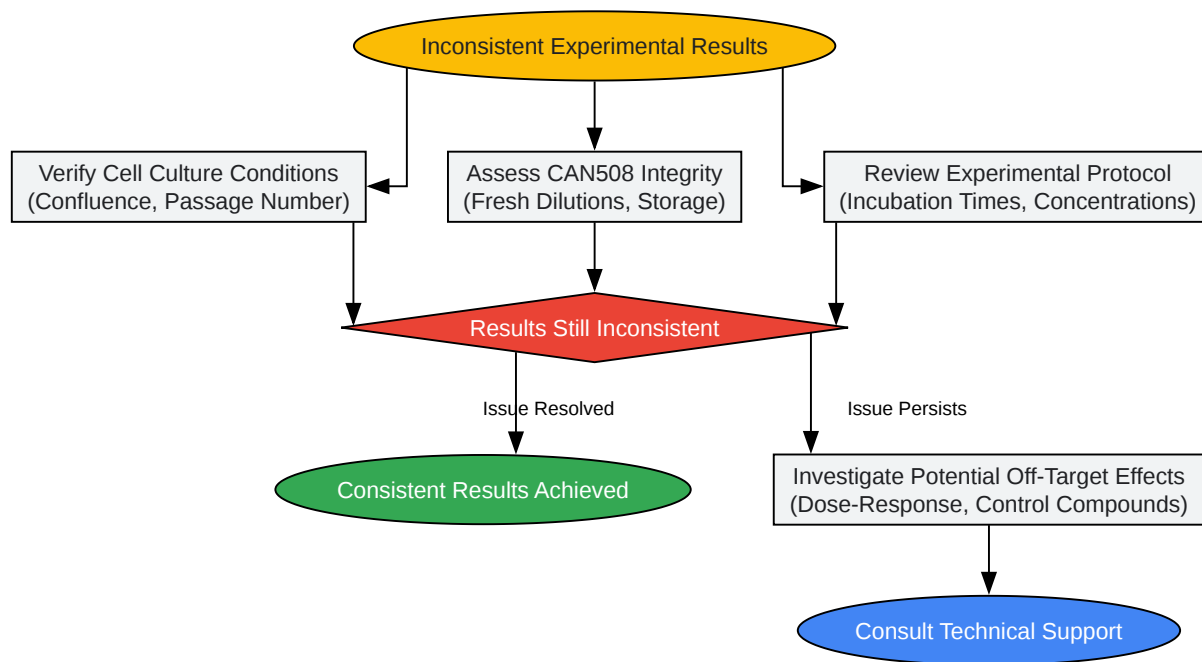 Inconsistent Experimental Results
Verify Cell Culture Conditions
(Confluence, Passage Number)
Assess CAN508 Integrity
(Fresh Dilutions, Storage)
Review Experimental Protocol
(Incubation Times, Concentrations)
Results Still Inconsistent
Issue Resolved
Issue Persists
Consistent Results Achieved
Investigate Potential Off-Target Effects
(Dose-Response, Control Compounds)
Consult Technical Support